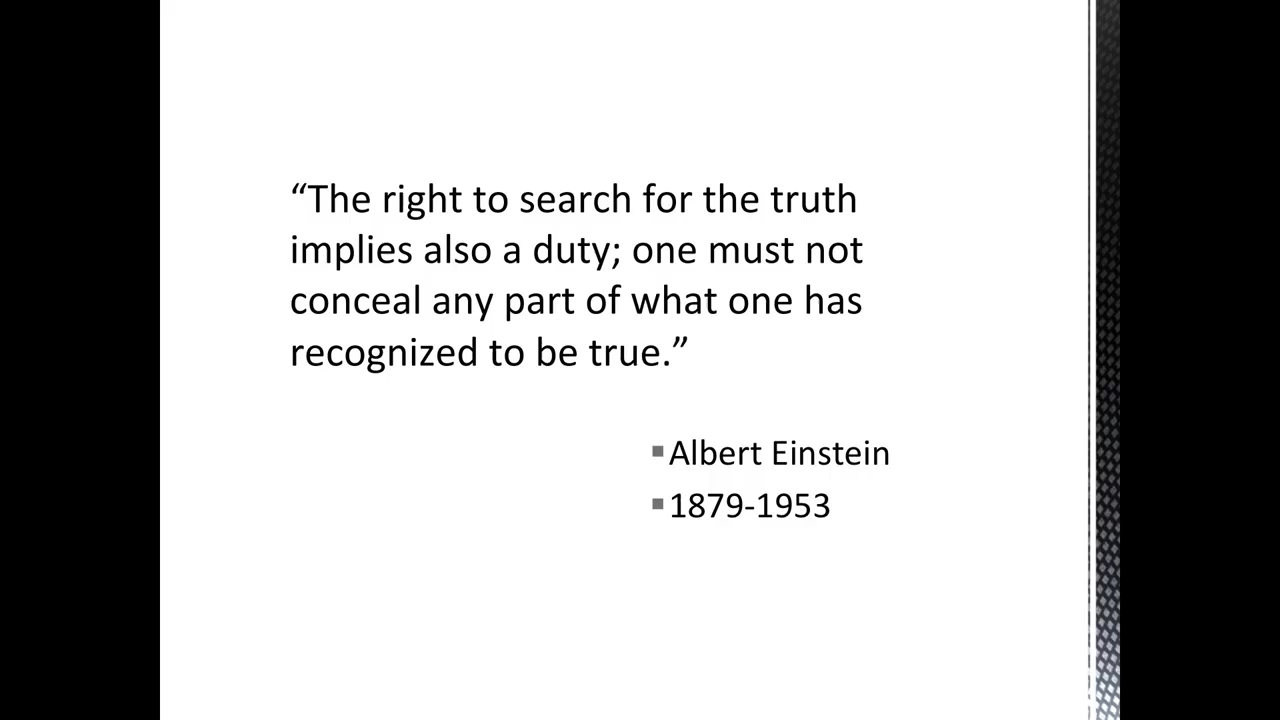 “The right to search for the truth
implies also a duty; one must not
conceal any part of what one has
recognized to be true.”
▪Albert Einstein
▪1879-1953